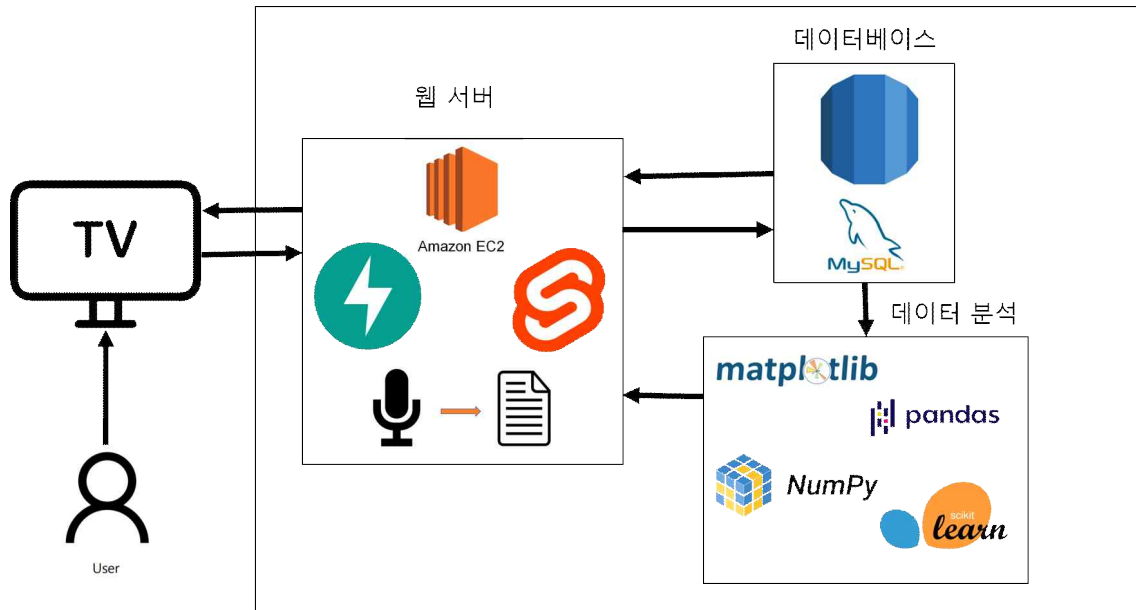 데이터베이스
웹 서버
TV
Amazon EC2
MySQL®
데이터 분석
matplotlib
pandas
NumPy
scikit
learn
User